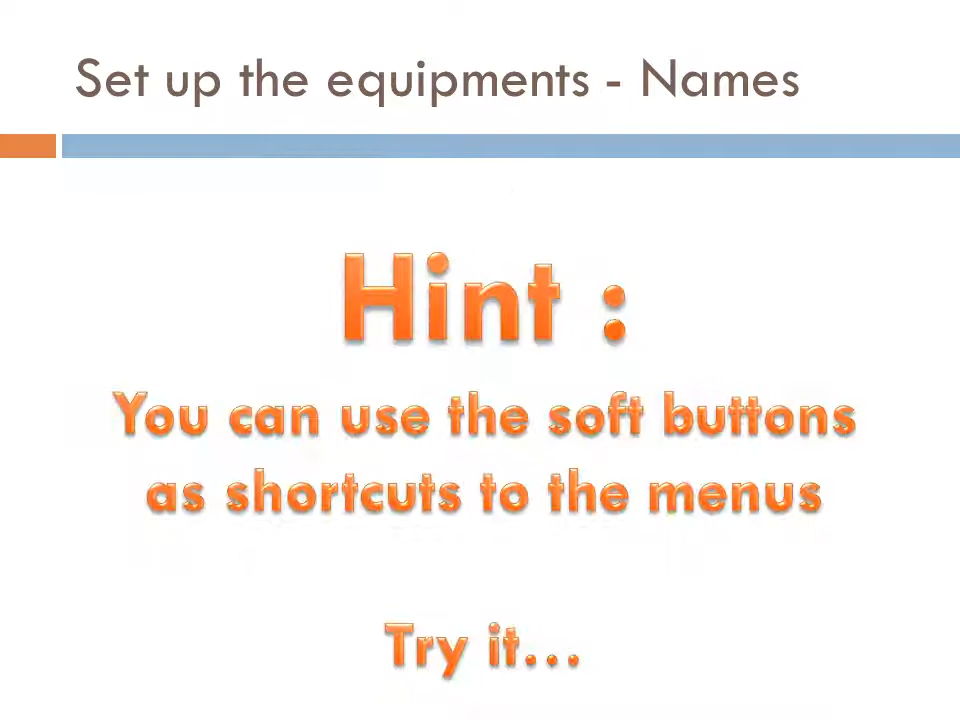 Set up the equipments - Names
Hint :
You can use the soft buttons
as shortcuts to the menus
Try it...